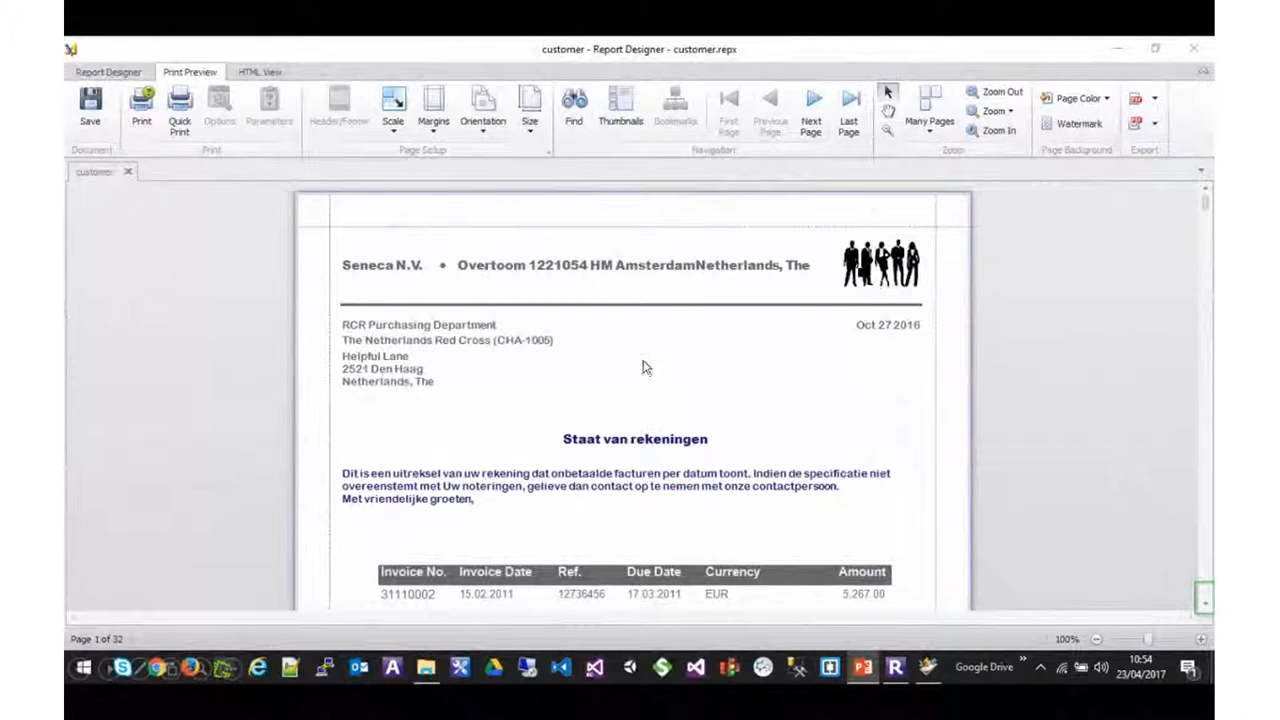 customer - Report Designer - customer.repx
Report Designer Print Preview HTML View
Save Print Quick Print Options Parameters Header/Footer Scale Margins Orientation Size Find Thumbnails Bookmarks First Page Previous Page Next Page Last Page Many Pages
Zoom Out
Zoom
Zoom In
Page Color
Watermark
Document Print Page Setup Navigation Zoom Page Background Export
customer
Seneca N.V. • Overtoom 1221054 HM AmsterdamNetherlands, The
RCR Purchasing Department Oct 27 2016
The Netherlands Red Cross (CHA-1005)
Helpful Lane
2521 Den Haag
Netherlands, The
Staat van rekeningen
Dit is een uitreksel van uw rekening dat onbetaalde facturen per datum toont. Indien de specificatie niet
overeenstemt met Uw noteringen, gelieve dan contact op te nemen met onze contactpersoon.
Met vriendelijke groeten,
Invoice No. Invoice Date Ref. Due Date Currency Amount
31110002 15.02.2011 12736456 17.03.2011 EUR 5,267.00
Page 1 of 32 100%
Google Drive
10:54
23/04/2017